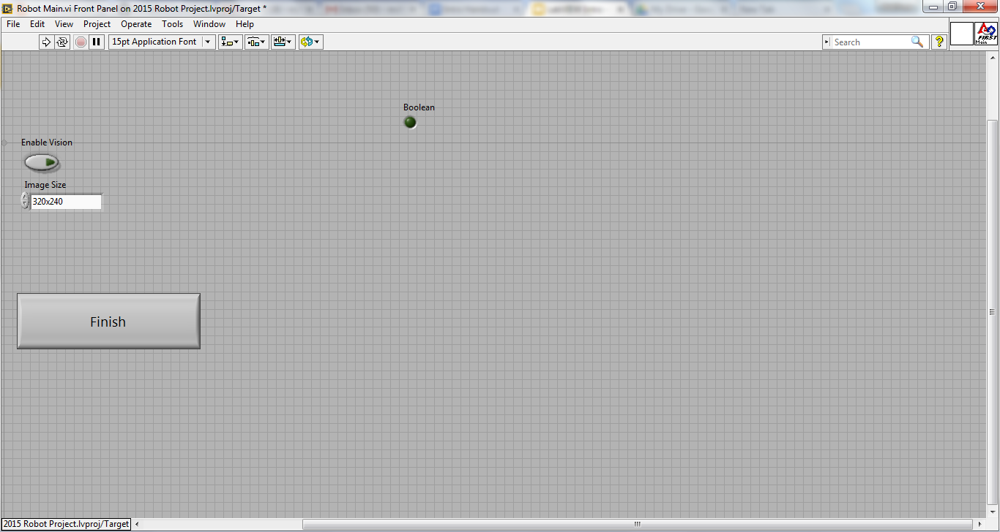 Robot Main.vi Front Panel on 2015 Robot Project.lvproj/Target *
File Edit View Project Operate Tools Window Help
15pt Application Font
Search
?
FIRST
Main
Boolean
Enable Vision
Image Size
320x240
Finish
2015 Robot Project.lvproj/Target